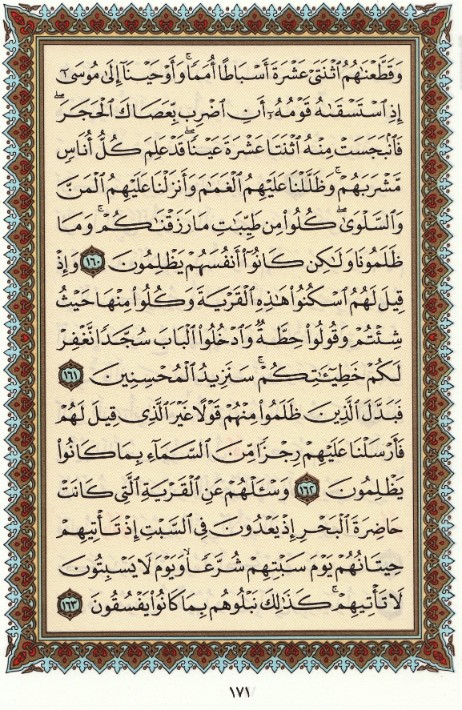 وَقَطَّعْنَٰهُمُ ٱثْنَتَىْ عَشْرَةَ أَسْبَاطًا أُمَمًا ۚ وَأَوْحَيْنَآ إِلَىٰ مُوسَىٰٓ
إِذِ ٱسْتَسْقَىٰهُ قَوْمُهُۥٓ أَنِ ٱضْرِب بِّعَصَاكَ ٱلْحَجَرَ ۖ
فَٱنۢبَجَسَتْ مِنْهُ ٱثْنَتَا عَشْرَةَ عَيْنًا ۖ قَدْ عَلِمَ كُلُّ أُنَاسٍ
مَّشْرَبَهُمْ ۚ وَظَلَّلْنَا عَلَيْهِمُ ٱلْغَمَٰمَ وَأَنزَلْنَا عَلَيْهِمُ ٱلْمَنَّ
وَٱلسَّلْوَىٰ ۖ كُلُوا۟ مِن طَيِّبَٰتِ مَا رَزَقْنَٰكُمْ ۚ وَمَا
ظَلَمُونَا وَلَٰكِن كَانُوٓا۟ أَنفُسَهُمْ يَظْلِمُونَ ١٦٠ وَإِذْ
قِيلَ لَهُمُ ٱسْكُنُوا۟ هَٰذِهِ ٱلْقَرْيَةَ وَكُلُوا۟ مِنْهَا حَيْثُ
شِئْتُمْ وَقُولُوا۟ حِطَّةٌ وَٱدْخُلُوا۟ ٱلْبَابَ سُجَّدًا نَّغْفِرْ
لَكُمْ خَطِيٓـَٰٔتِكُمْ ۚ سَنَزِيدُ ٱلْمُحْسِنِينَ ١٦١
فَبَدَّلَ ٱلَّذِينَ ظَلَمُوا۟ مِنْهُمْ قَوْلًا غَيْرَ ٱلَّذِى قِيلَ لَهُمْ
فَأَرْسَلْنَا عَلَيْهِمْ رِجْزًا مِّنَ ٱلسَّمَآءِ بِمَا كَانُوا۟
يَظْلِمُونَ ١٦٢ وَسْـَٔلْهُمْ عَنِ ٱلْقَرْيَةِ ٱلَّتِى كَانَتْ
حَاضِرَةَ ٱلْبَحْرِ إِذْ يَعْدُونَ فِى ٱلسَّبْتِ إِذْ تَأْتِيهِمْ
حِيتَانُهُمْ يَوْمَ سَبْتِهِمْ شُرَّعًا وَيَوْمَ لَا يَسْبِتُونَ ۙ
لَا تَأْتِيهِمْ ۚ كَذَٰلِكَ نَبْلُوهُم بِمَا كَانُوا۟ يَفْسُقُونَ ١٦٣
١٧١